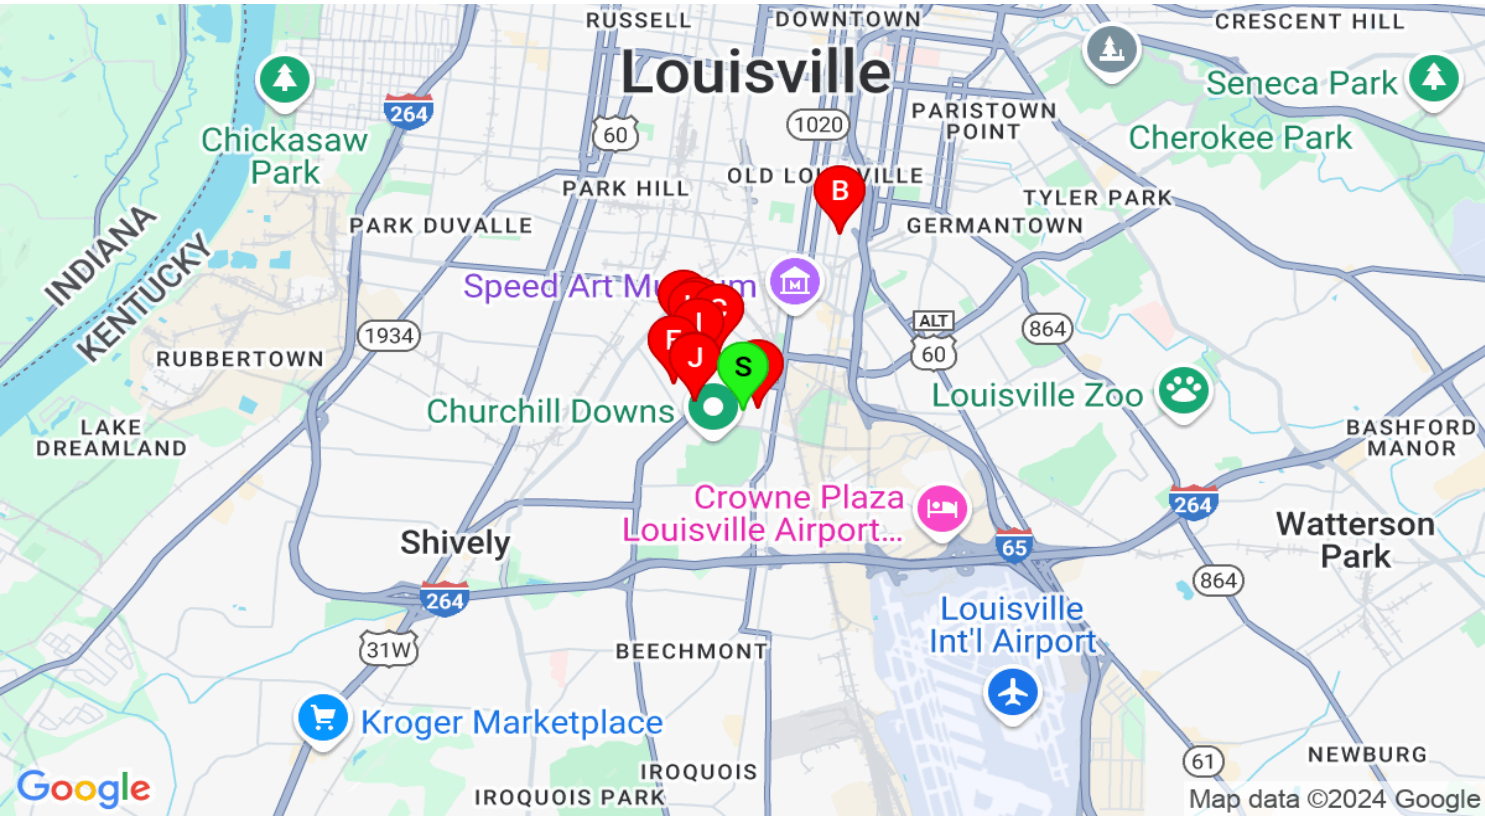 RUSSELL
DOWNTOWN
CRESCENT HILL
Louisville
Seneca Park
264
60
1020
PARISTOWN
POINT
Cherokee Park
Chickasaw
Park
PARK HILL
OLD LOUISVILLE
B
TYLER PARK
PARK DUVALLE
GERMANTOWN
INDIANA
KENTUCKY
Speed Art Museum
C
I
1934
ALT
60
864
RUBBERTOWN
J
S
Churchill Downs
Louisville Zoo
LAKE
DREAMLAND
BASHFORD
MANOR
Crowne Plaza
Louisville Airport...
264
Shively
65
Watterson
Park
264
864
Louisville
Int'l Airport
31W
BEECHMONT
Kroger Marketplace
IROQUOIS
NEWBURG
61
Google
IROQUOIS PARK
Map data ©2024 Google